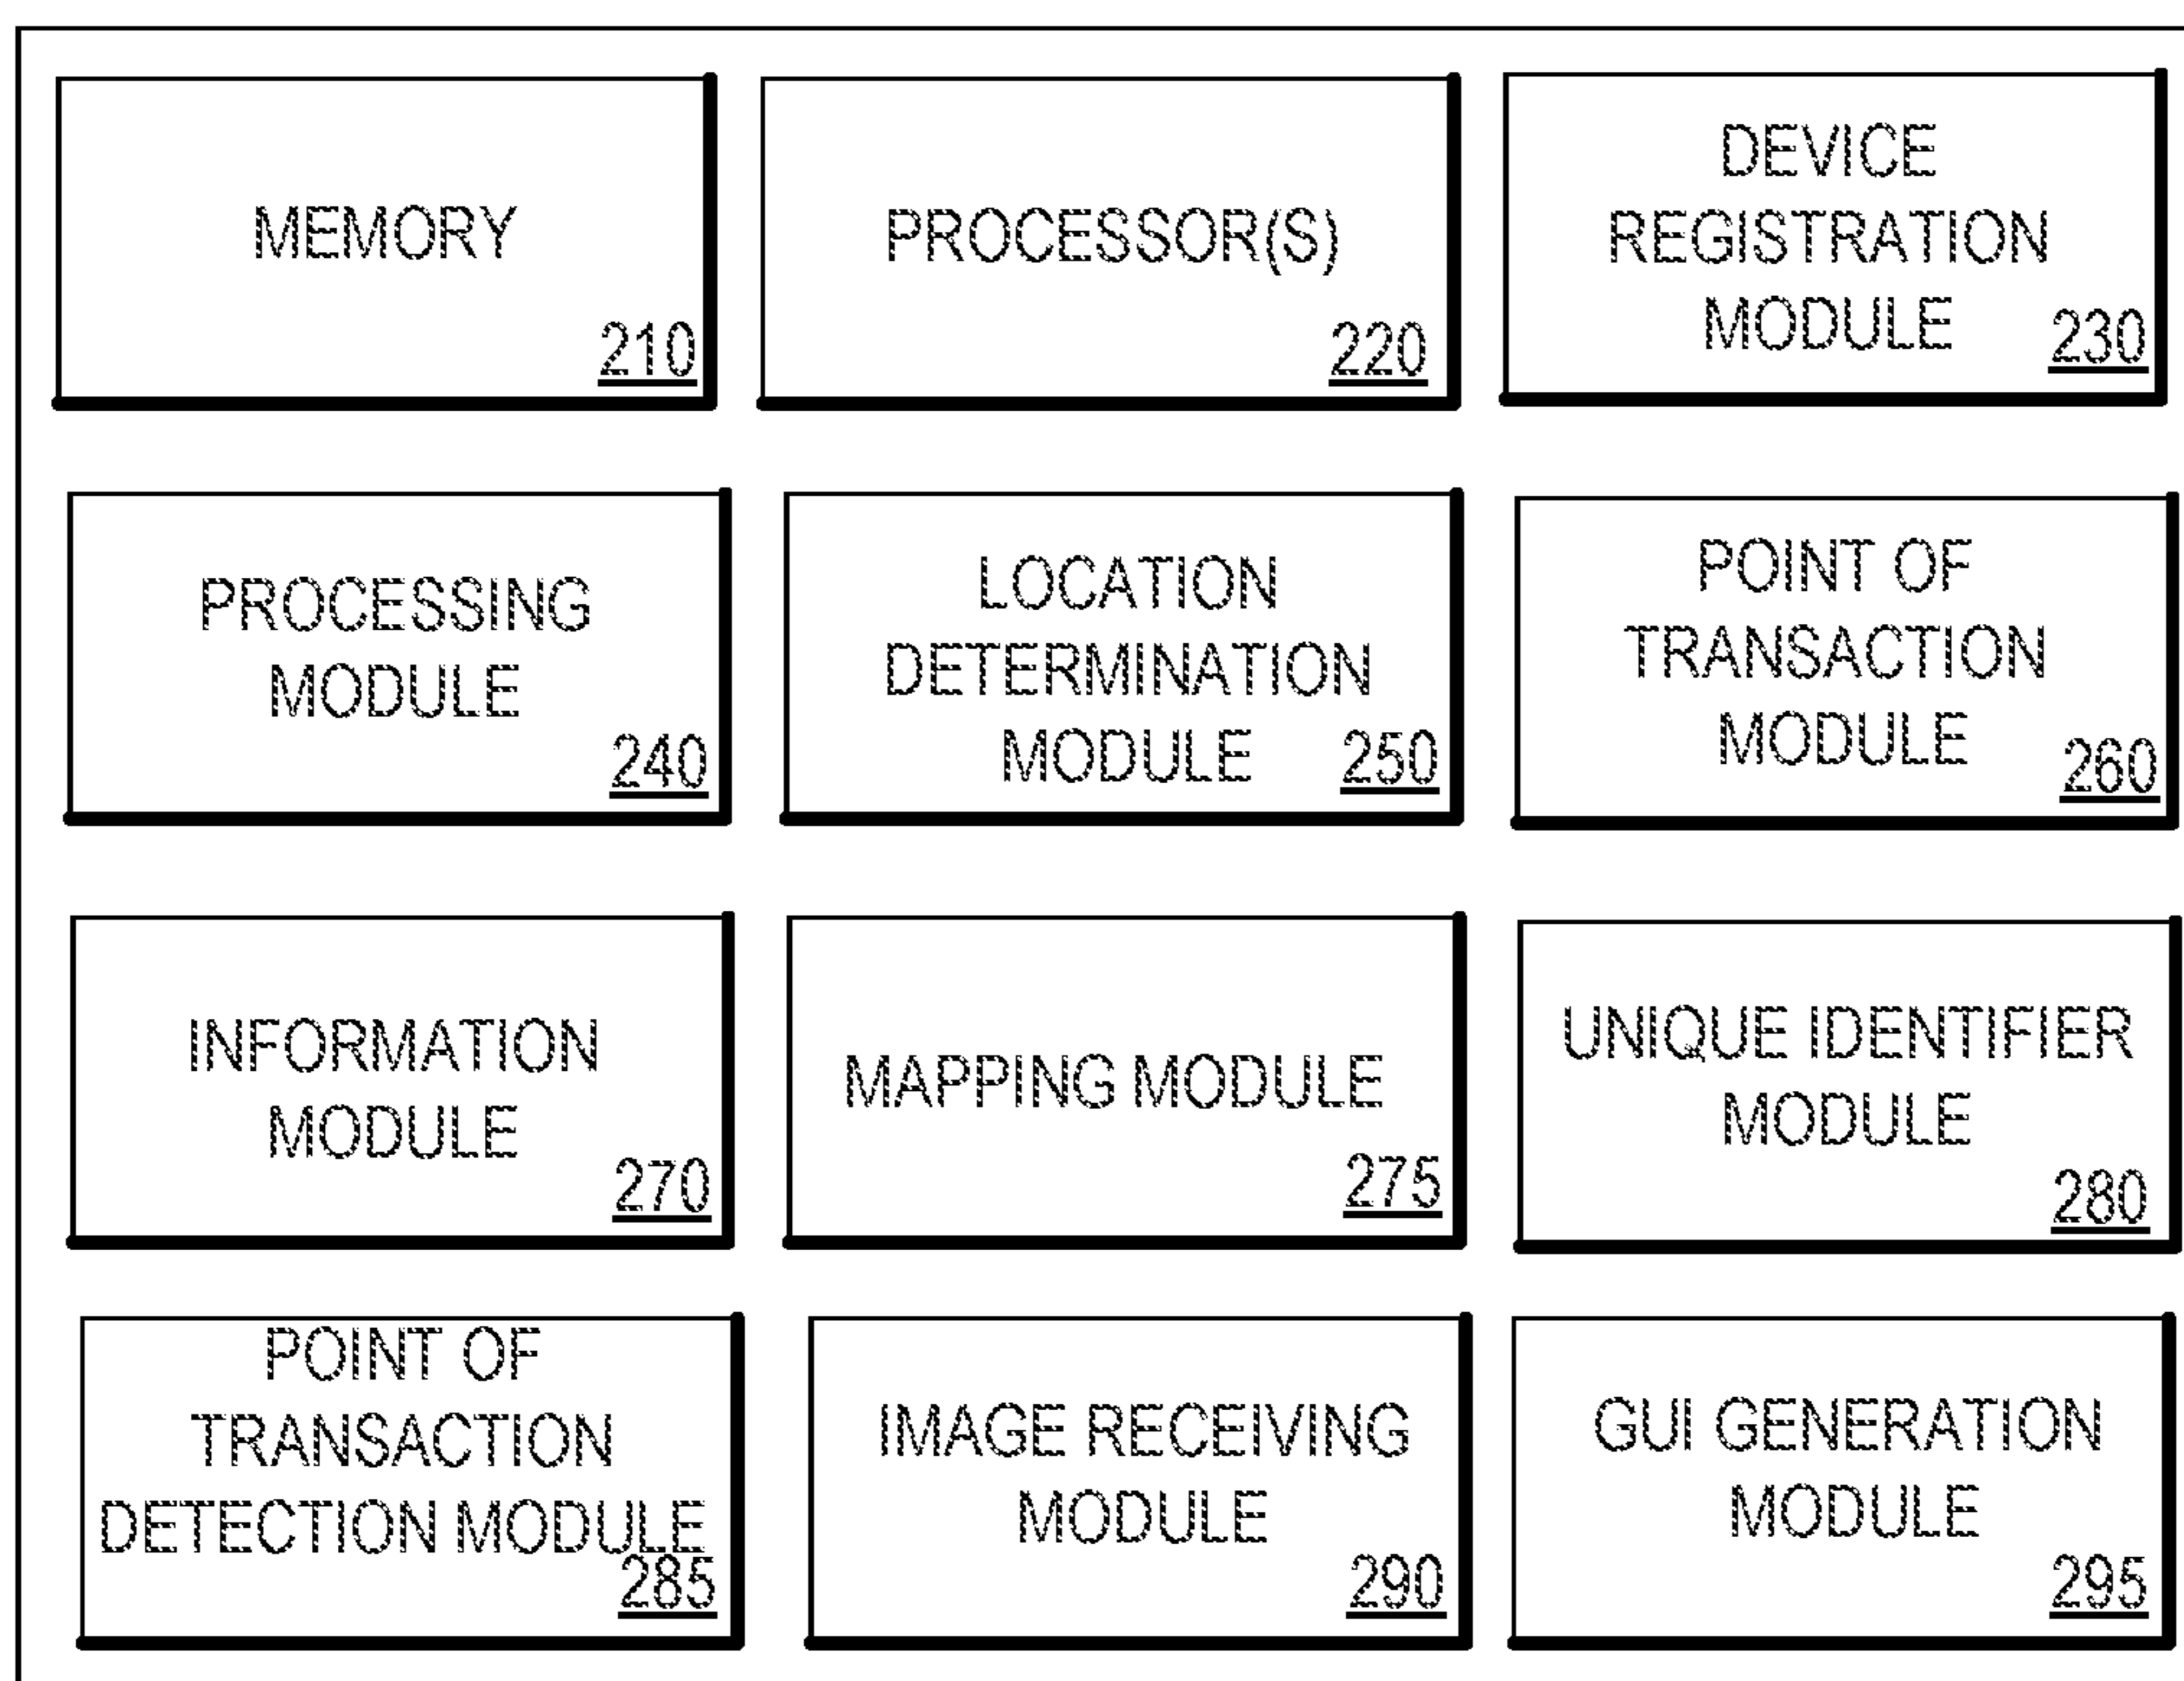 MEMORY
210
PROCESSOR(S)
220
DEVICE
REGISTRATION
MODULE
230
PROCESSING
MODULE
240
LOCATION
DETERMINATION
MODULE
250
POINT OF
TRANSACTION
MODULE
260
INFORMATION
MODULE
270
MAPPING MODULE
275
UNIQUE IDENTIFIER
MODULE
280
POINT OF
TRANSACTION
DETECTION MODULE
285
IMAGE RECEIVING
MODULE
290
GUI GENERATION
MODULE
295